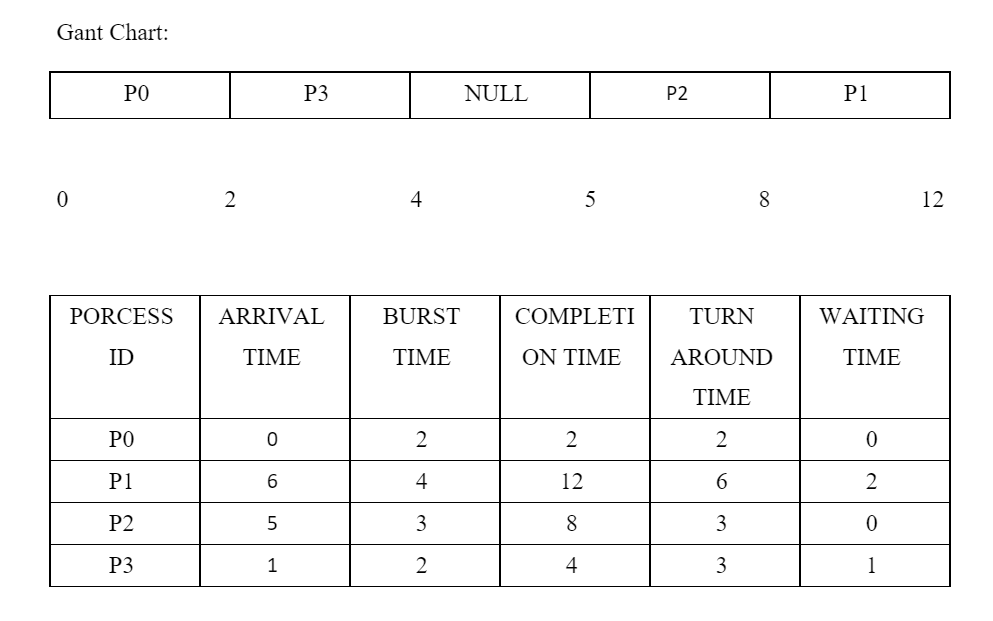 Gant Chart:
P0 P3 NULL P2 P1
0 2 4 5 8 12
PORCESS ARRIVAL BURST COMPLETI TURN WAITING
ID TIME TIME ON TIME AROUND TIME
TIME
P0 0 2 2 2 0
P1 6 4 12 6 2
P2 5 3 8 3 0
P3 1 2 4 3 1